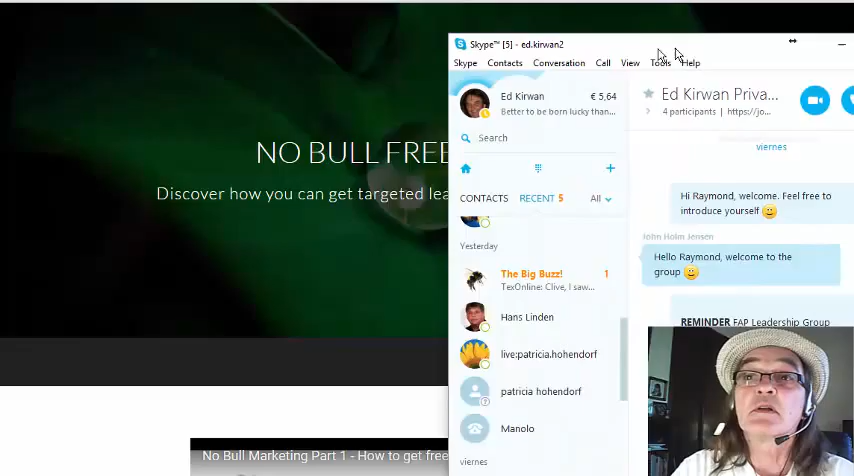 Skype™ [5] - ed.kirwan2
Skype Contacts Conversation Call View Tools Help
Ed Kirwan € 5,64
Better to be born lucky than...
Search
CONTACTS RECENT 5 All
Yesterday
The Big Buzz! 1
TexOnline: Clive, I saw...
Hans Linden
live:patricia.hohendorf
patricia hohendorf
Manolo
viernes
Ed Kirwan Priva...
4 participants | https://jo...
viernes
Hi Raymond, welcome. Feel free to
introduce yourself
John Holm Jensen
Hello Raymond, welcome to the
group
REMINDER FAP Leadership Group
NO BULL FREE
Discover how you can get targeted lea
No Bull Marketing Part 1 - How to get free